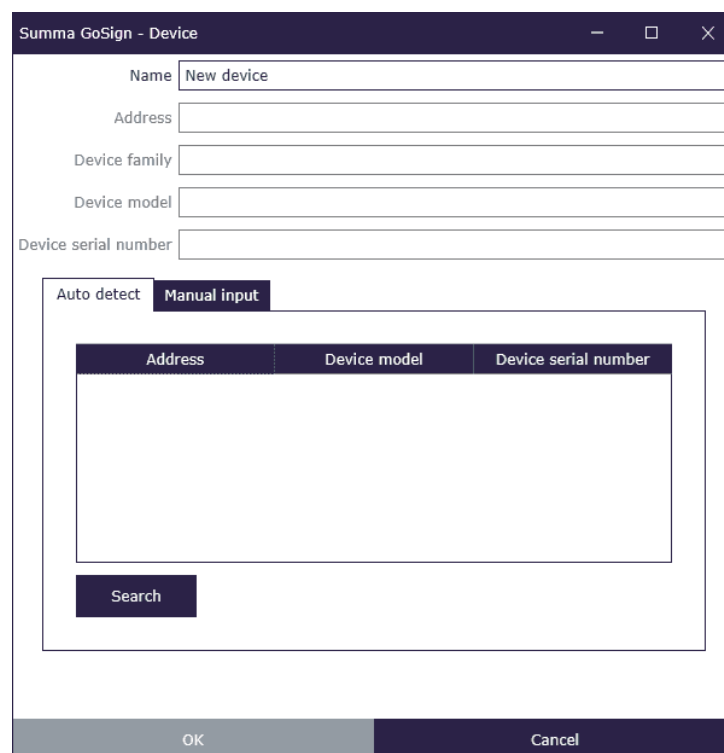 Summa GoSign - Device
Name New device
Address
Device family
Device model
Device serial number
Auto detect Manual input
Address Device model Device serial number
Search
OK Cancel